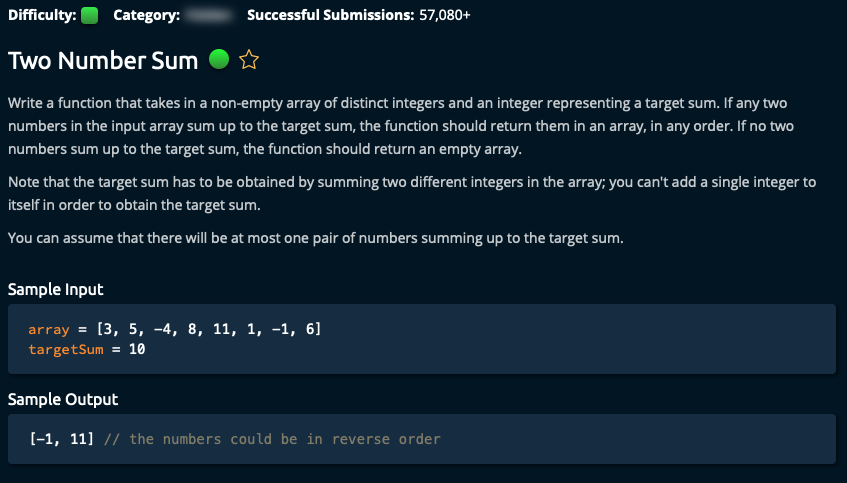 Difficulty: Category: Successful Submissions: 57,080+
Two Number Sum
Write a function that takes in a non-empty array of distinct integers and an integer representing a target sum. If any two
numbers in the input array sum up to the target sum, the function should return them in an array, in any order. If no two
numbers sum up to the target sum, the function should return an empty array.
Note that the target sum has to be obtained by summing two different integers in the array; you can't add a single integer to
itself in order to obtain the target sum.
You can assume that there will be at most one pair of numbers summing up to the target sum.
Sample Input
array = [3, 5, -4, 8, 11, 1, -1, 6]
targetSum = 10
Sample Output
[-1, 11] // the numbers could be in reverse order